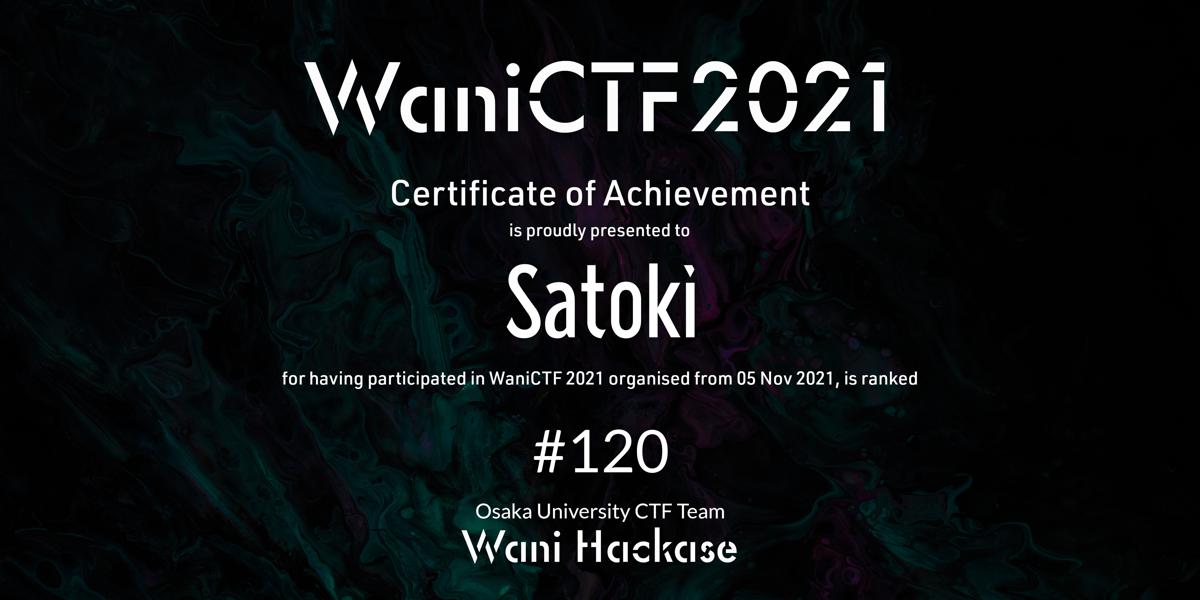 WaniCTF2021
Certificate of Achievement
is proudly presented to
Satoki
for having participated in WaniCTF 2021 organised from 05 Nov 2021, is ranked
#120
Osaka University CTF Team
Wani Hackase